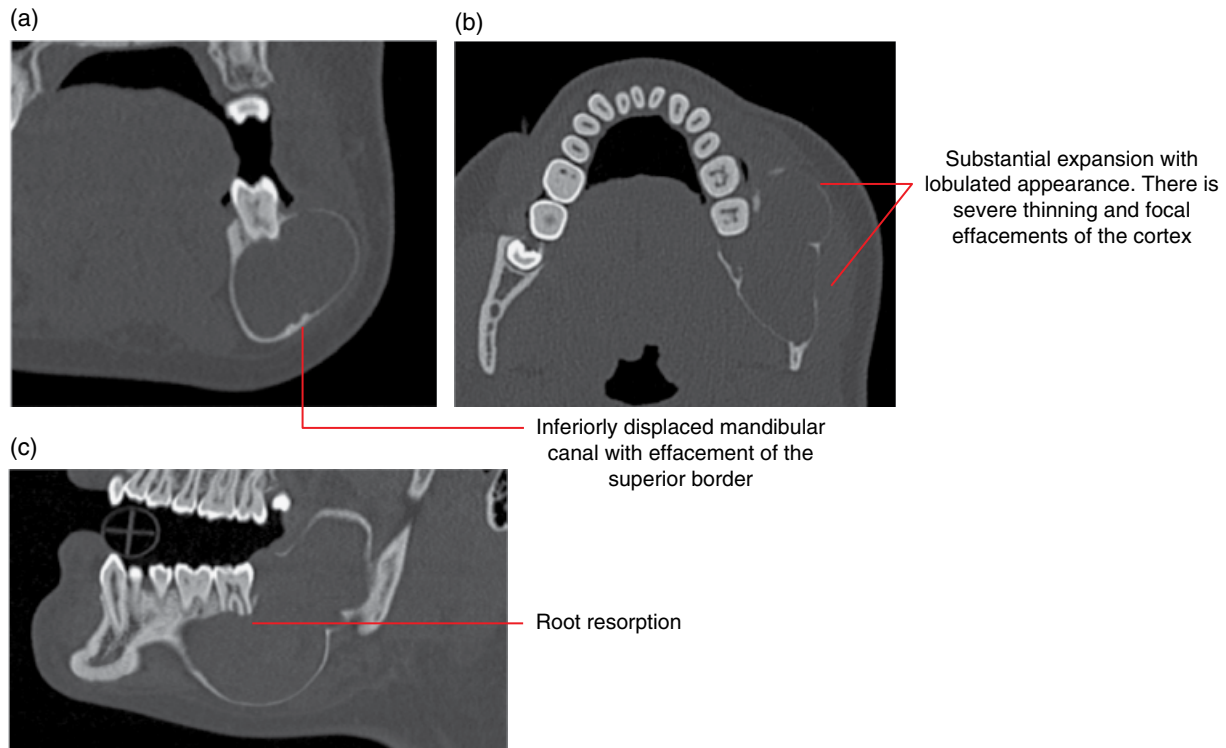 (a)
(b)
Substantial expansion with
lobulated appearance. There is
severe thinning and focal
effacements of the cortex
Inferiorly displaced mandibular
canal with effacement of the
superior border
(c)
Root resorption